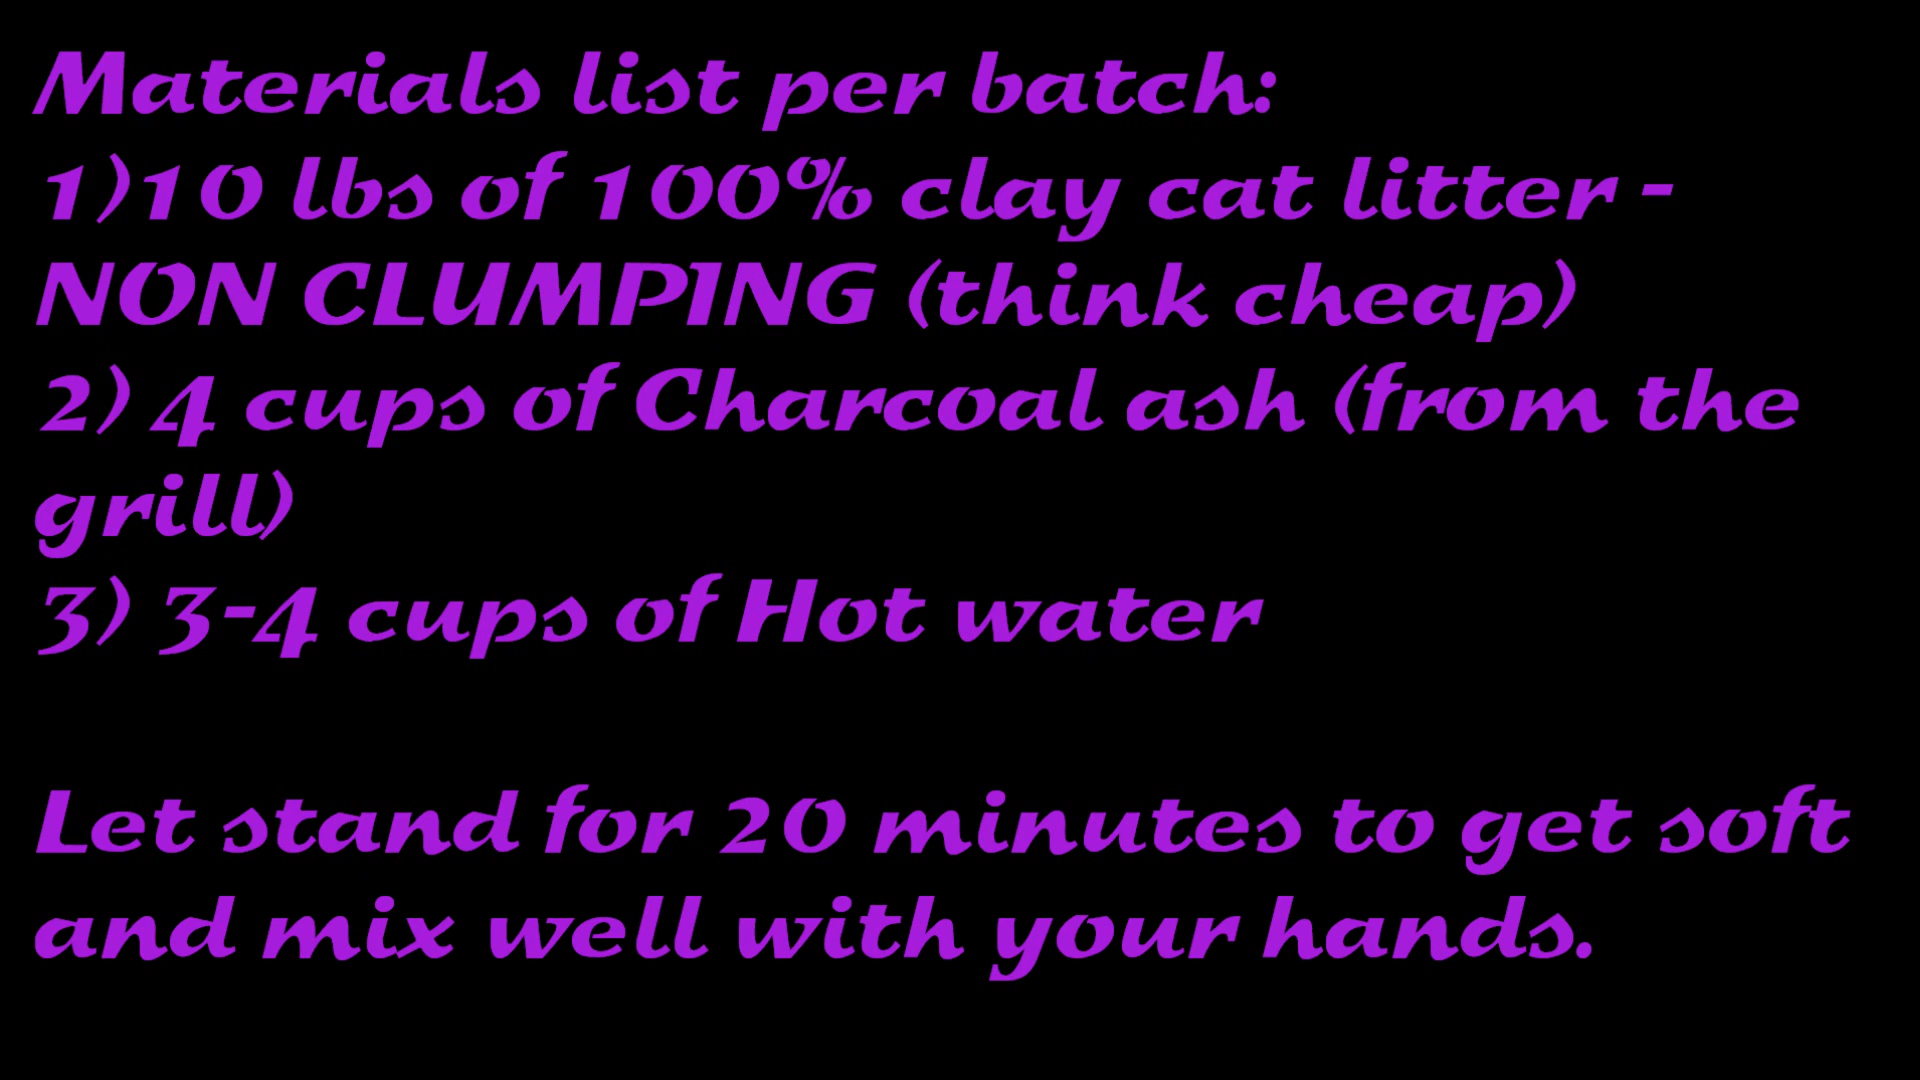 Materials list per batch:
1)10 lbs of 100% clay cat litter -
NON CLUMPING (think cheap)
2) 4 cups of Charcoal ash (from the
grill)
3) 3-4 cups of Hot water
Let stand for 20 minutes to get soft
and mix well with your hands.